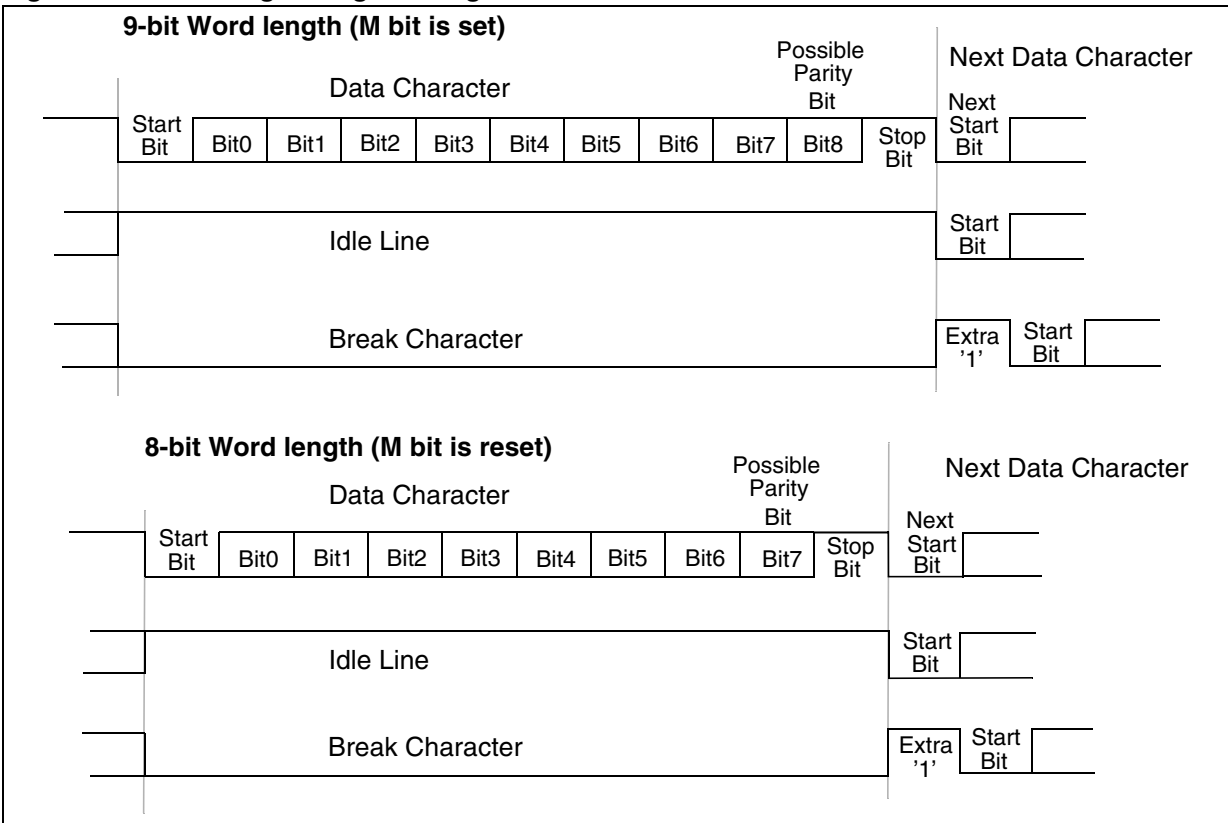 9-bit Word length (M bit is set)
Possible
Parity
Bit
Next Data Character
Data Character
Next
Start
Bit
Start
Bit
Bit0 Bit1 Bit2 Bit3 Bit4 Bit5 Bit6 Bit7 Bit8
Stop
Bit
Idle Line
Start
Bit
Break Character
Extra
'1'
Start
Bit
8-bit Word length (M bit is reset)
Possible
Parity
Bit
Next Data Character
Data Character
Next
Start
Bit
Start
Bit
Bit0 Bit1 Bit2 Bit3 Bit4 Bit5 Bit6 Bit7
Stop
Bit
Idle Line
Start
Bit
Break Character
Extra
'1'
Start
Bit